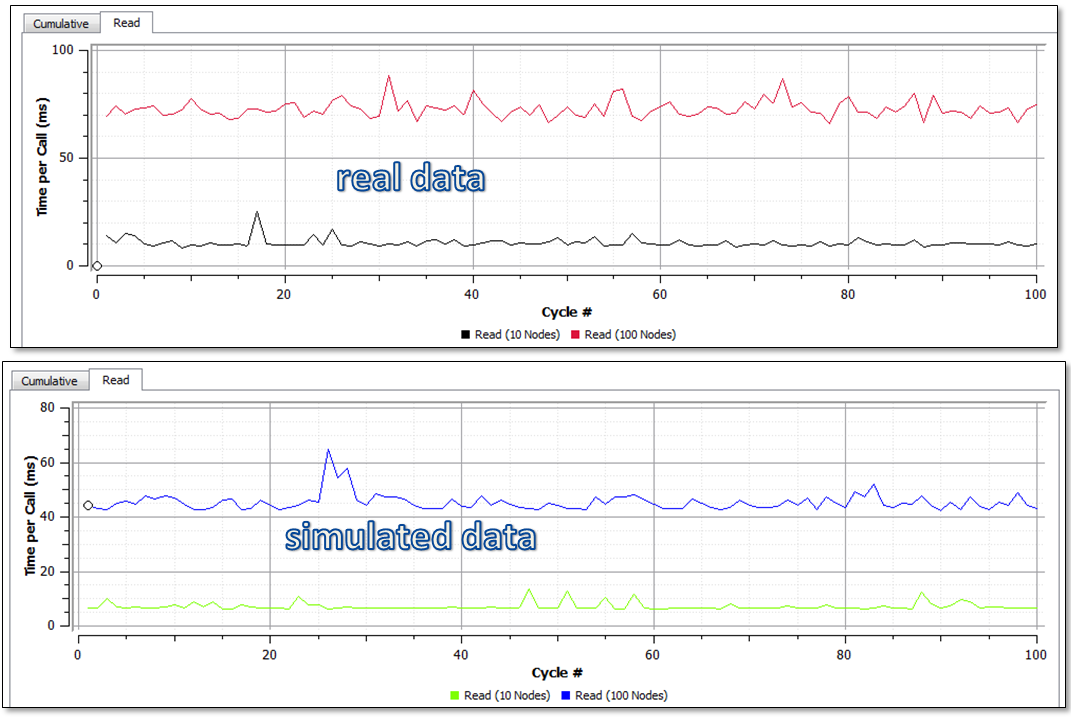 Cumulative Read
100
50
0
Time per Call (ms)
real data
0 20 40 60 80 100
Cycle #
Read (10 Nodes) Read (100 Nodes)
Cumulative Read
80
60
40
20
0
Time per Call (ms)
simulated data
0 20 40 60 80 100
Cycle #
Read (10 Nodes) Read (100 Nodes)